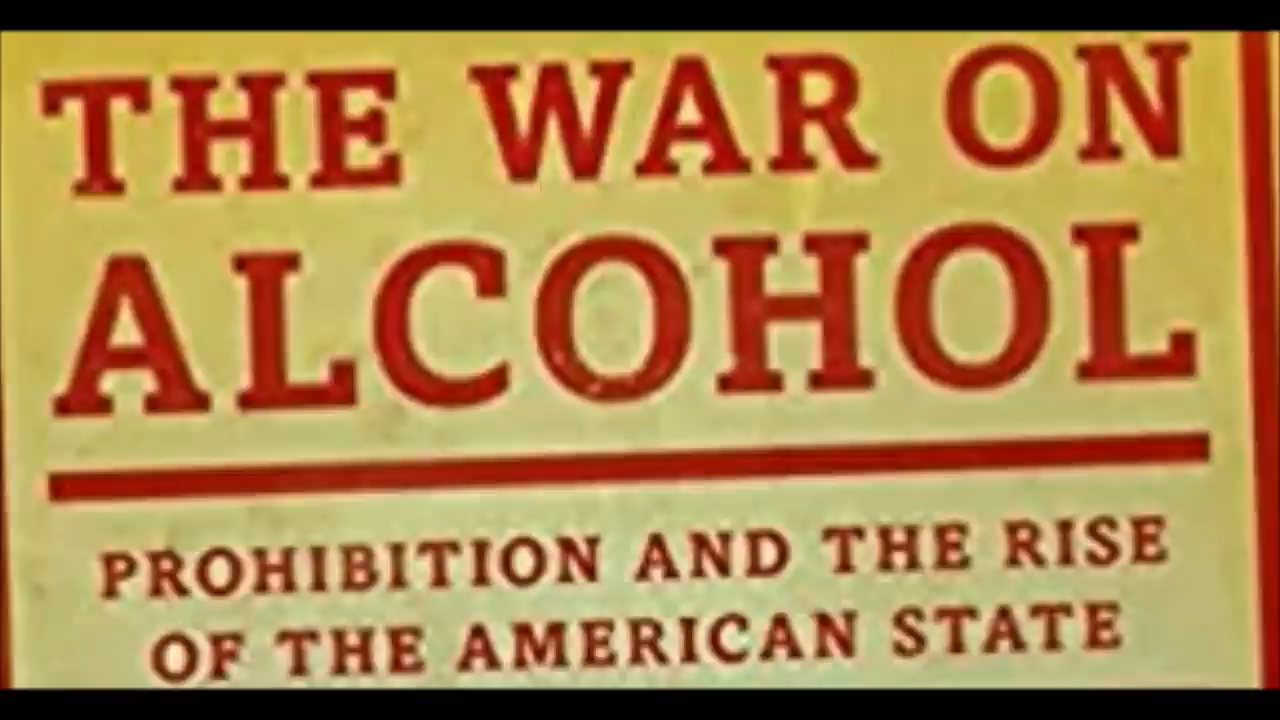 THE WAR ON
ALCOHOL
PROHIBITION AND THE RISE
OF THE AMERICAN STATE